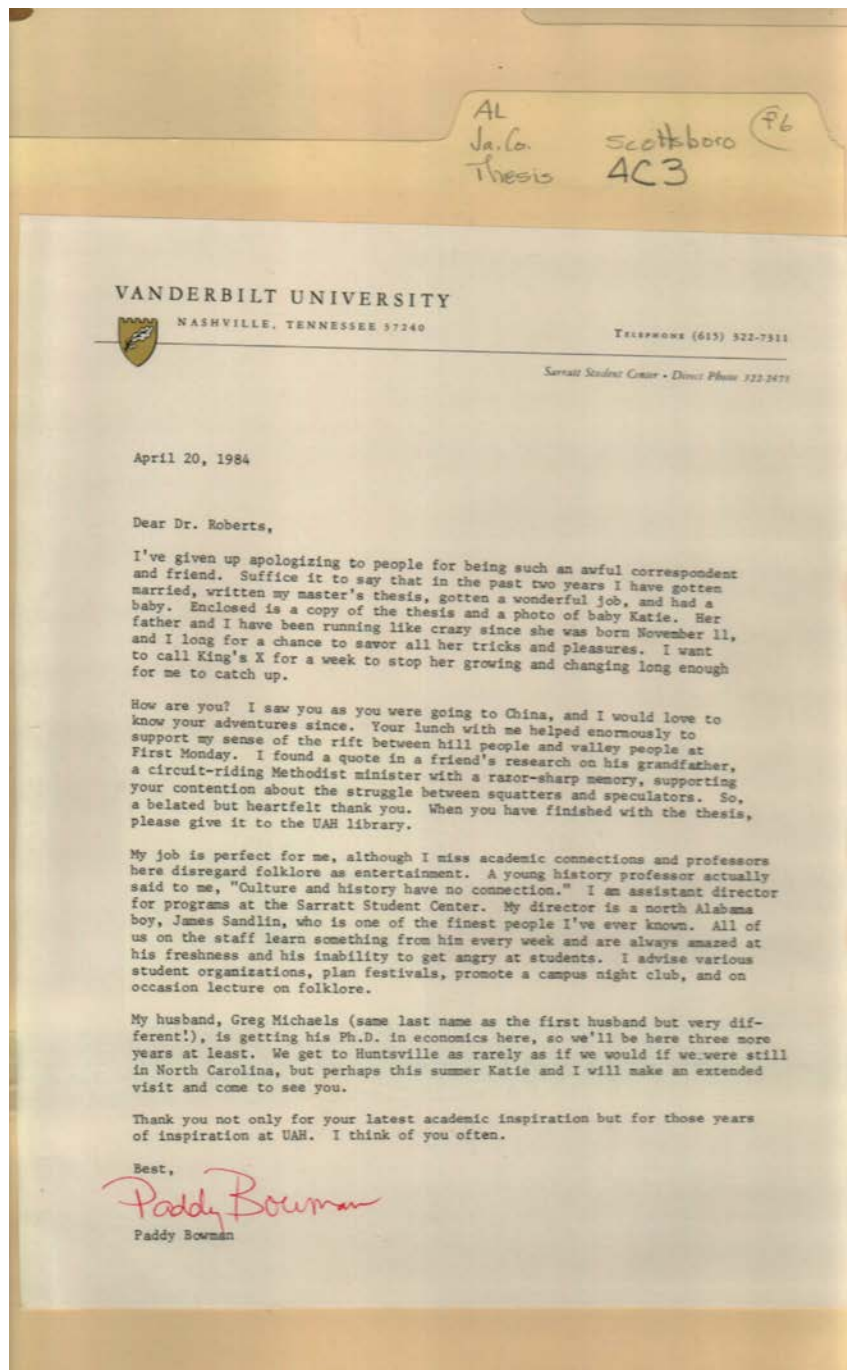 AL
Ja. Co. Scottsboro F6
Thesis 4C3
VANDERBILT UNIVERSITY
NASHVILLE, TENNESSEE 37240
TELEPHONE (615) 322-7311
Sarratt Student Center • Direct Phone 322-2471
April 20, 1984
Dear Dr. Roberts,
I've given up apologizing to people for being such an awful correspondent
and friend. Suffice it to say that in the past two years I have gotten
married, written my master's thesis, gotten a wonderful job, and had a
baby. Enclosed is a copy of the thesis and a photo of baby Katie. Her
father and I have been running like crazy since she was born November 11,
and I long for a chance to savor all her tricks and pleasures. I want
to call King's X for a week to stop her growing and changing long enough
for me to catch up.
How are you? I saw you as you were going to China, and I would love to
know your adventures since. Your lunch with me helped enormously to
support my sense of the rift between hill people and valley people at
First Monday. I found a quote in a friend's research on his grandfather,
a circuit-riding Methodist minister with a razor-sharp memory, supporting
your contention about the struggle between squatters and speculators. So,
a belated but heartfelt thank you. When you have finished with the thesis,
please give it to the UAH library.
My job is perfect for me, although I miss academic connections and professors
here disregard folklore as entertainment. A young history professor actually
said to me, "Culture and history have no connection." I am assistant director
for programs at the Sarratt Student Center. My director is a north Alabama
boy, James Sandlin, who is one of the finest people I've ever known. All of
us on the staff learn something from him every week and are always amazed at
his freshness and his inability to get angry at students. I advise various
student organizations, plan festivals, promote a campus night club, and on
occasion lecture on folklore.
My husband, Greg Michaels (same last name as the first husband but very dif-
ferent!), is getting his Ph.D. in economics here, so we'll be here three more
years at least. We get to Huntsville as rarely as if we would if we were still
in North Carolina, but perhaps this summer Katie and I will make an extended
visit and come to see you.
Thank you not only for your latest academic inspiration but for those years
of inspiration at UAH. I think of you often.
Best,
Paddy Bowman
Paddy Bowman